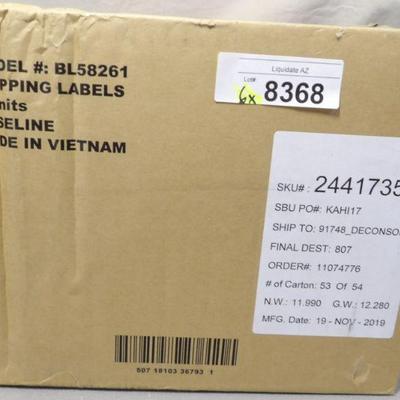 DEL #: BL58261
PPING LABELS
nits
SELINE
DE IN VIETNAM
Liquidate AZ
Lot#
6x 8368
SKU#: 2441735
SBU PO#: KAHI17
SHIP TO: 91748_DECONSO
FINAL DEST: 807
ORDER#: 11074776
# of Carton: 53 Of 54
N.W.: 11.990 G.W.: 12.280
MFG. Date: 19 - NOV - 2019
507 18103 36793 1